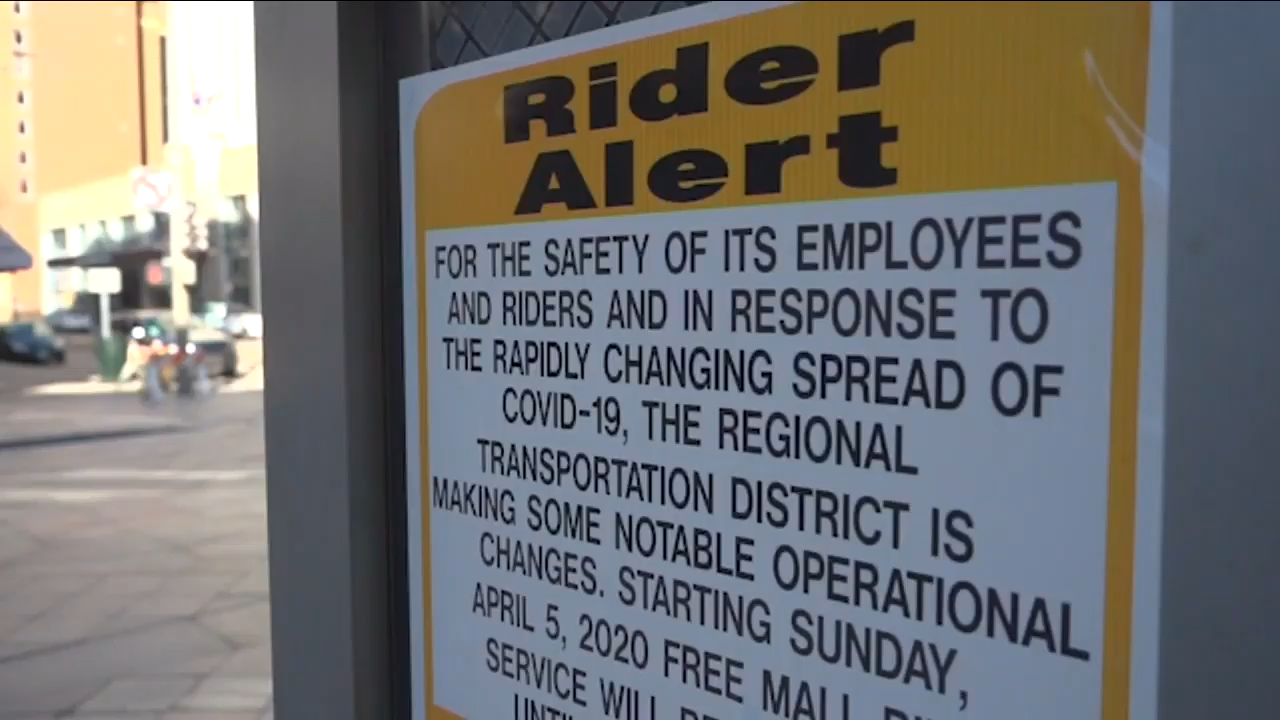 Rider
Alert
FOR THE SAFETY OF ITS EMPLOYEES
AND RIDERS AND IN RESPONSE TO
THE RAPIDLY CHANGING SPREAD OF
COVID-19, THE REGIONAL
TRANSPORTATION DISTRICT IS
MAKING SOME NOTABLE OPERATIONAL
CHANGES. STARTING SUNDAY,
APRIL 5, 2020 FREE MALL
SERVICE WILL